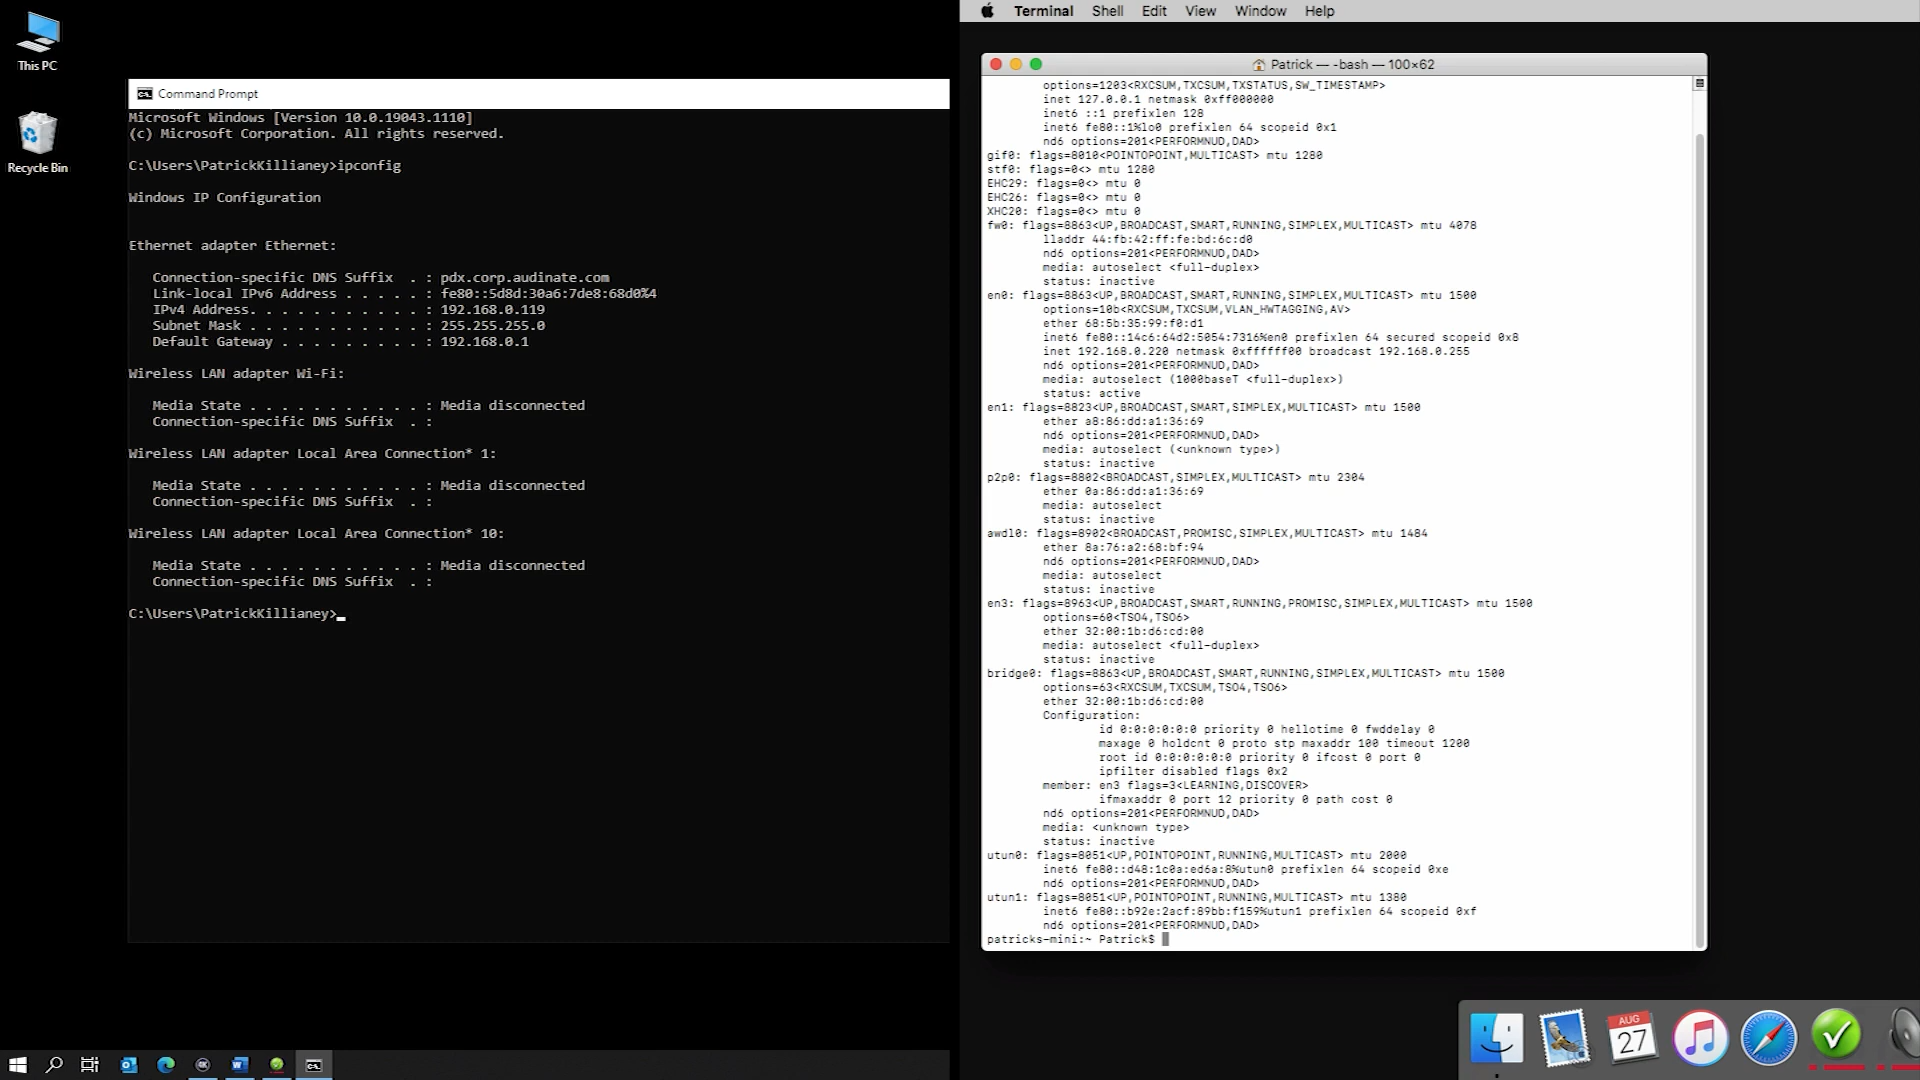 This PC
Recycle Bin
Command Prompt
Microsoft Windows [Version 10.0.19043.1110]
(c) Microsoft Corporation. All rights reserved.
C:\Users\PatrickKillianey>ipconfig
Windows IP Configuration
Ethernet adapter Ethernet:
Connection-specific DNS Suffix . : pdx.corp.audinate.com
Link-local IPv6 Address . . . . . : fe80::5d8d:30a6:7de8:68d0%4
IPv4 Address. . . . . . . . . . . : 192.168.0.119
Subnet Mask . . . . . . . . . . . : 255.255.255.0
Default Gateway . . . . . . . . . : 192.168.0.1
Wireless LAN adapter Wi-Fi:
Media State . . . . . . . . . . . : Media disconnected
Connection-specific DNS Suffix . :
Wireless LAN adapter Local Area Connection* 1:
Media State . . . . . . . . . . . : Media disconnected
Connection-specific DNS Suffix . :
Wireless LAN adapter Local Area Connection* 10:
Media State . . . . . . . . . . . : Media disconnected
Connection-specific DNS Suffix . :
C:\Users\PatrickKillianey>
Terminal Shell Edit View Window Help
Patrick — -bash — 100×62
options=1203<RXCSUM,TXCSUM,TXSTATUS,SW_TIMESTAMP>
inet 127.0.0.1 netmask 0xff000000
inet6 ::1 prefixlen 128
inet6 fe80::1%lo0 prefixlen 64 scopeid 0x1
nd6 options=201<PERFORMNUD,DAD>
gif0: flags=8010<POINTOPOINT,MULTICAST> mtu 1280
stf0: flags=0<> mtu 1280
EHC29: flags=0<> mtu 0
EHC26: flags=0<> mtu 0
XHC20: flags=0<> mtu 0
fw0: flags=8863<UP,BROADCAST,SMART,RUNNING,SIMPLEX,MULTICAST> mtu 4078
lladdr 44:fb:42:ff:fe:bd:6c:d0
nd6 options=201<PERFORMNUD,DAD>
media: autoselect <full-duplex>
status: inactive
en0: flags=8863<UP,BROADCAST,SMART,RUNNING,SIMPLEX,MULTICAST> mtu 1500
options=10b<RXCSUM,TXCSUM,VLAN_HWTAGGING,AV>
ether 68:5b:35:99:f0:d1
inet6 fe80::14c6:64d2:5054:7316%en0 prefixlen 64 secured scopeid 0x8
inet 192.168.0.220 netmask 0xffffff00 broadcast 192.168.0.255
nd6 options=201<PERFORMNUD,DAD>
media: autoselect (1000baseT <full-duplex>)
status: active
en1: flags=8823<UP,BROADCAST,SMART,SIMPLEX,MULTICAST> mtu 1500
ether a8:86:dd:a1:36:69
nd6 options=201<PERFORMNUD,DAD>
media: autoselect (<unknown type>)
status: inactive
p2p0: flags=8802<BROADCAST,SIMPLEX,MULTICAST> mtu 2304
ether 0a:86:dd:a1:36:69
media: autoselect
status: inactive
awdl0: flags=8902<BROADCAST,PROMISC,SIMPLEX,MULTICAST> mtu 1484
ether 8a:76:a2:68:bf:94
nd6 options=201<PERFORMNUD,DAD>
media: autoselect
status: inactive
en3: flags=8963<UP,BROADCAST,SMART,RUNNING,PROMISC,SIMPLEX,MULTICAST> mtu 1500
options=60<TSO4,TSO6>
ether 32:00:1b:d6:cd:00
media: autoselect <full-duplex>
status: inactive
bridge0: flags=8863<UP,BROADCAST,SMART,RUNNING,SIMPLEX,MULTICAST> mtu 1500
options=63<RXCSUM,TXCSUM,TSO4,TSO6>
ether 32:00:1b:d6:cd:00
Configuration:
id 0:0:0:0:0:0 priority 0 hellotime 0 fwddelay 0
maxage 0 holdcnt 0 proto stp maxaddr 100 timeout 1200
root id 0:0:0:0:0:0 priority 0 ifcost 0 port 0
ipfilter disabled flags 0x2
member: en3 flags=3<LEARNING,DISCOVER>
ifmaxaddr 0 port 12 priority 0 path cost 0
nd6 options=201<PERFORMNUD,DAD>
media: <unknown type>
status: inactive
utun0: flags=8051<UP,POINTOPOINT,RUNNING,MULTICAST> mtu 2000
inet6 fe80::d48:1c0a:ed6a:8%utun0 prefixlen 64 scopeid 0xe
nd6 options=201<PERFORMNUD,DAD>
utun1: flags=8051<UP,POINTOPOINT,RUNNING,MULTICAST> mtu 1380
inet6 fe80::b92e:2acf:89bb:f159%utun1 prefixlen 64 scopeid 0xf
nd6 options=201<PERFORMNUD,DAD>
patricks-mini:~ Patrick$
AUG
27